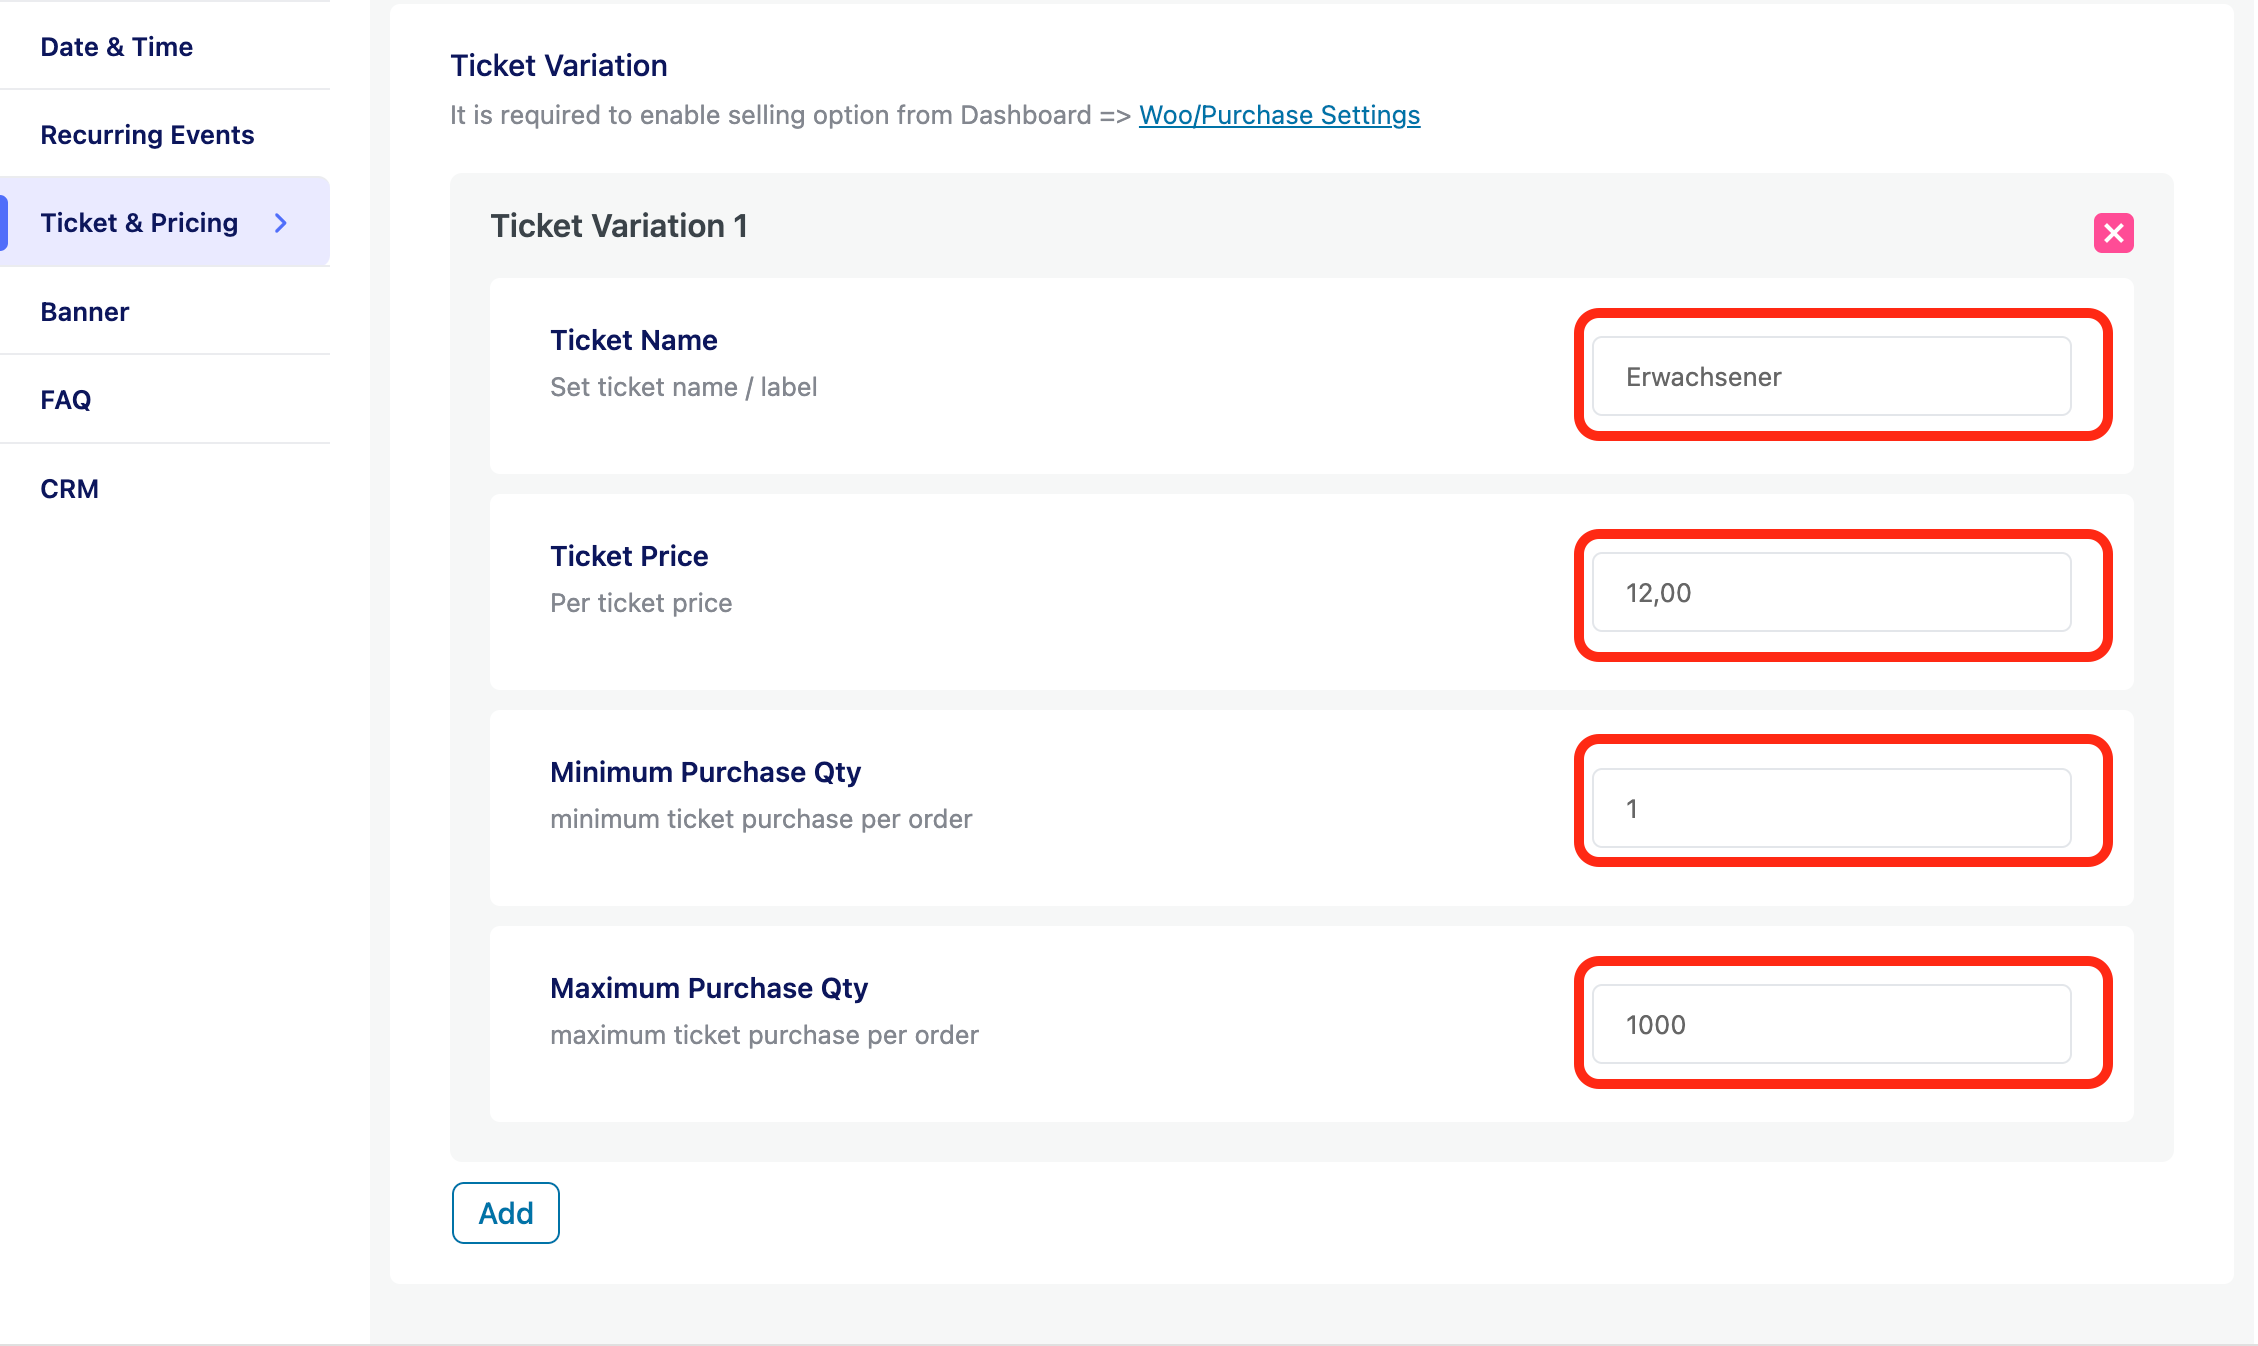 Date & Time
Recurring Events
Ticket & Pricing
Banner
FAQ
CRM
Ticket Variation
It is required to enable selling option from Dashboard => Woo/Purchase Settings
Ticket Variation 1
Ticket Name
Set ticket name / label
Erwachsener
Ticket Price
Per ticket price
12,00
Minimum Purchase Qty
minimum ticket purchase per order
1
Maximum Purchase Qty
maximum ticket purchase per order
1000
Add